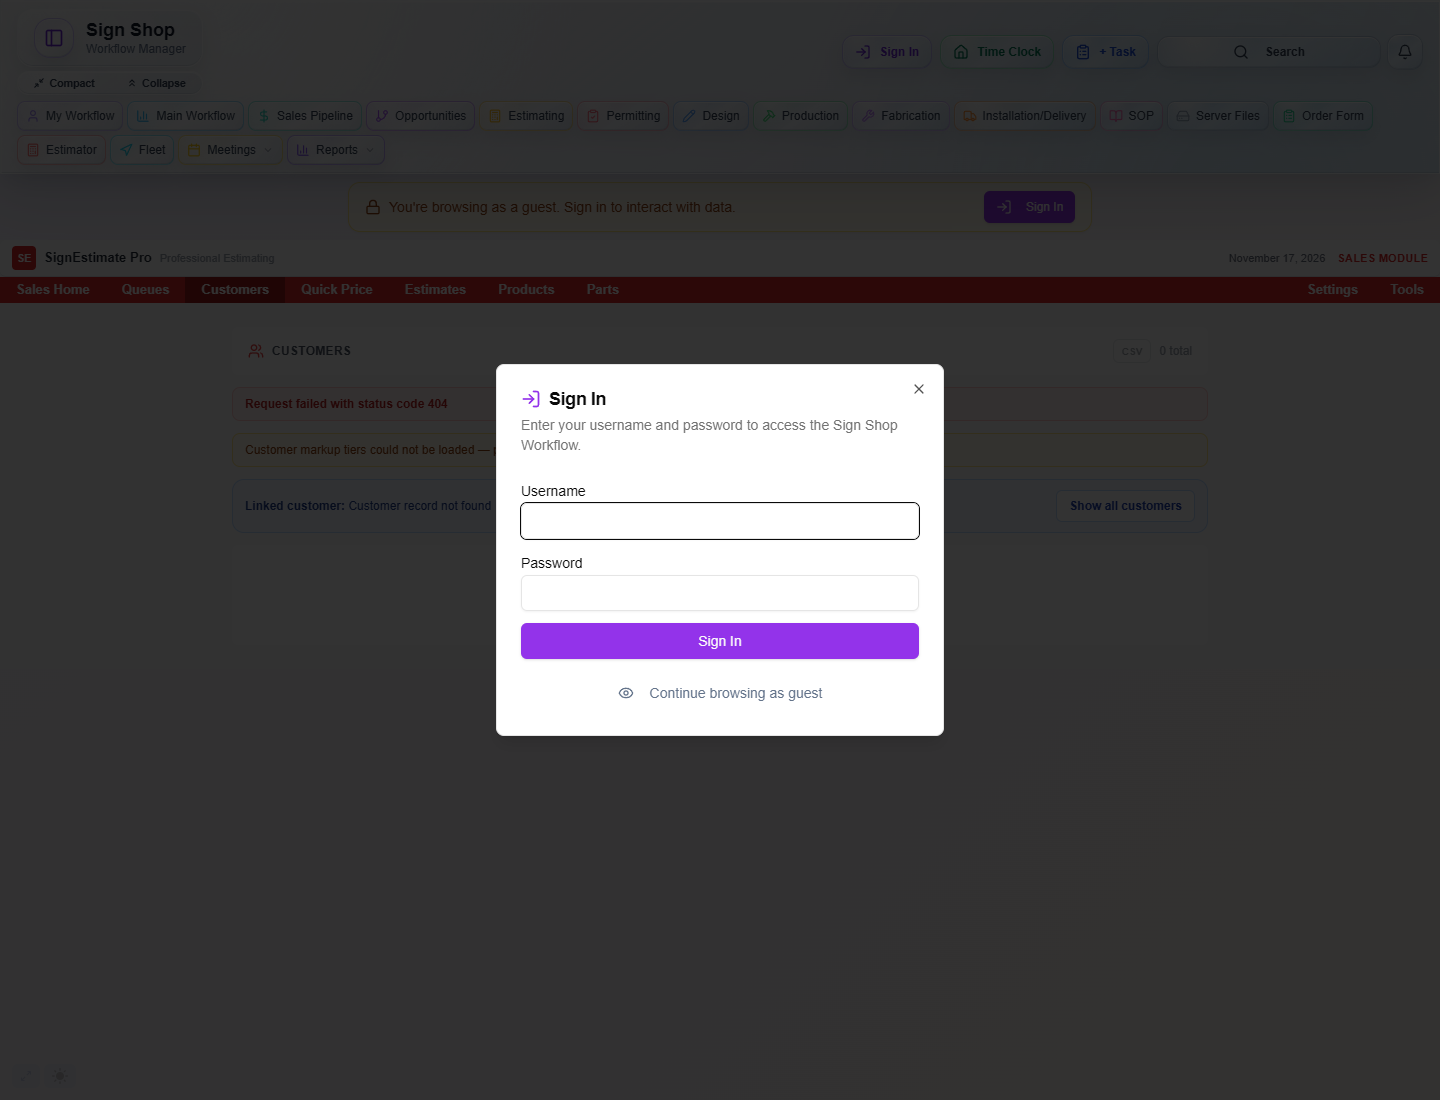 Sign Shop
Workflow Manager
Compact
Collapse
Sign In
Time Clock
+ Task
Search
My Workflow
Main Workflow
Sales Pipeline
Opportunities
Estimating
Permitting
Design
Production
Fabrication
Installation/Delivery
SOP
Server Files
Order Form
Estimator
Fleet
Meetings
Reports
You're browsing as a guest. Sign in to interact with data.
Sign In
SE
SignEstimate Pro
Professional Estimating
November 17, 2026
SALES MODULE
Sales Home
Queues
Customers
Quick Price
Estimates
Products
Parts
Settings
Tools
CUSTOMERS
CSV
0 total
Request failed with status code 404
Customer markup tiers could not be loaded —
Linked customer: Customer record not found
Show all customers
Sign In
Enter your username and password to access the Sign Shop
Workflow.
Username
Password
Sign In
Continue browsing as guest